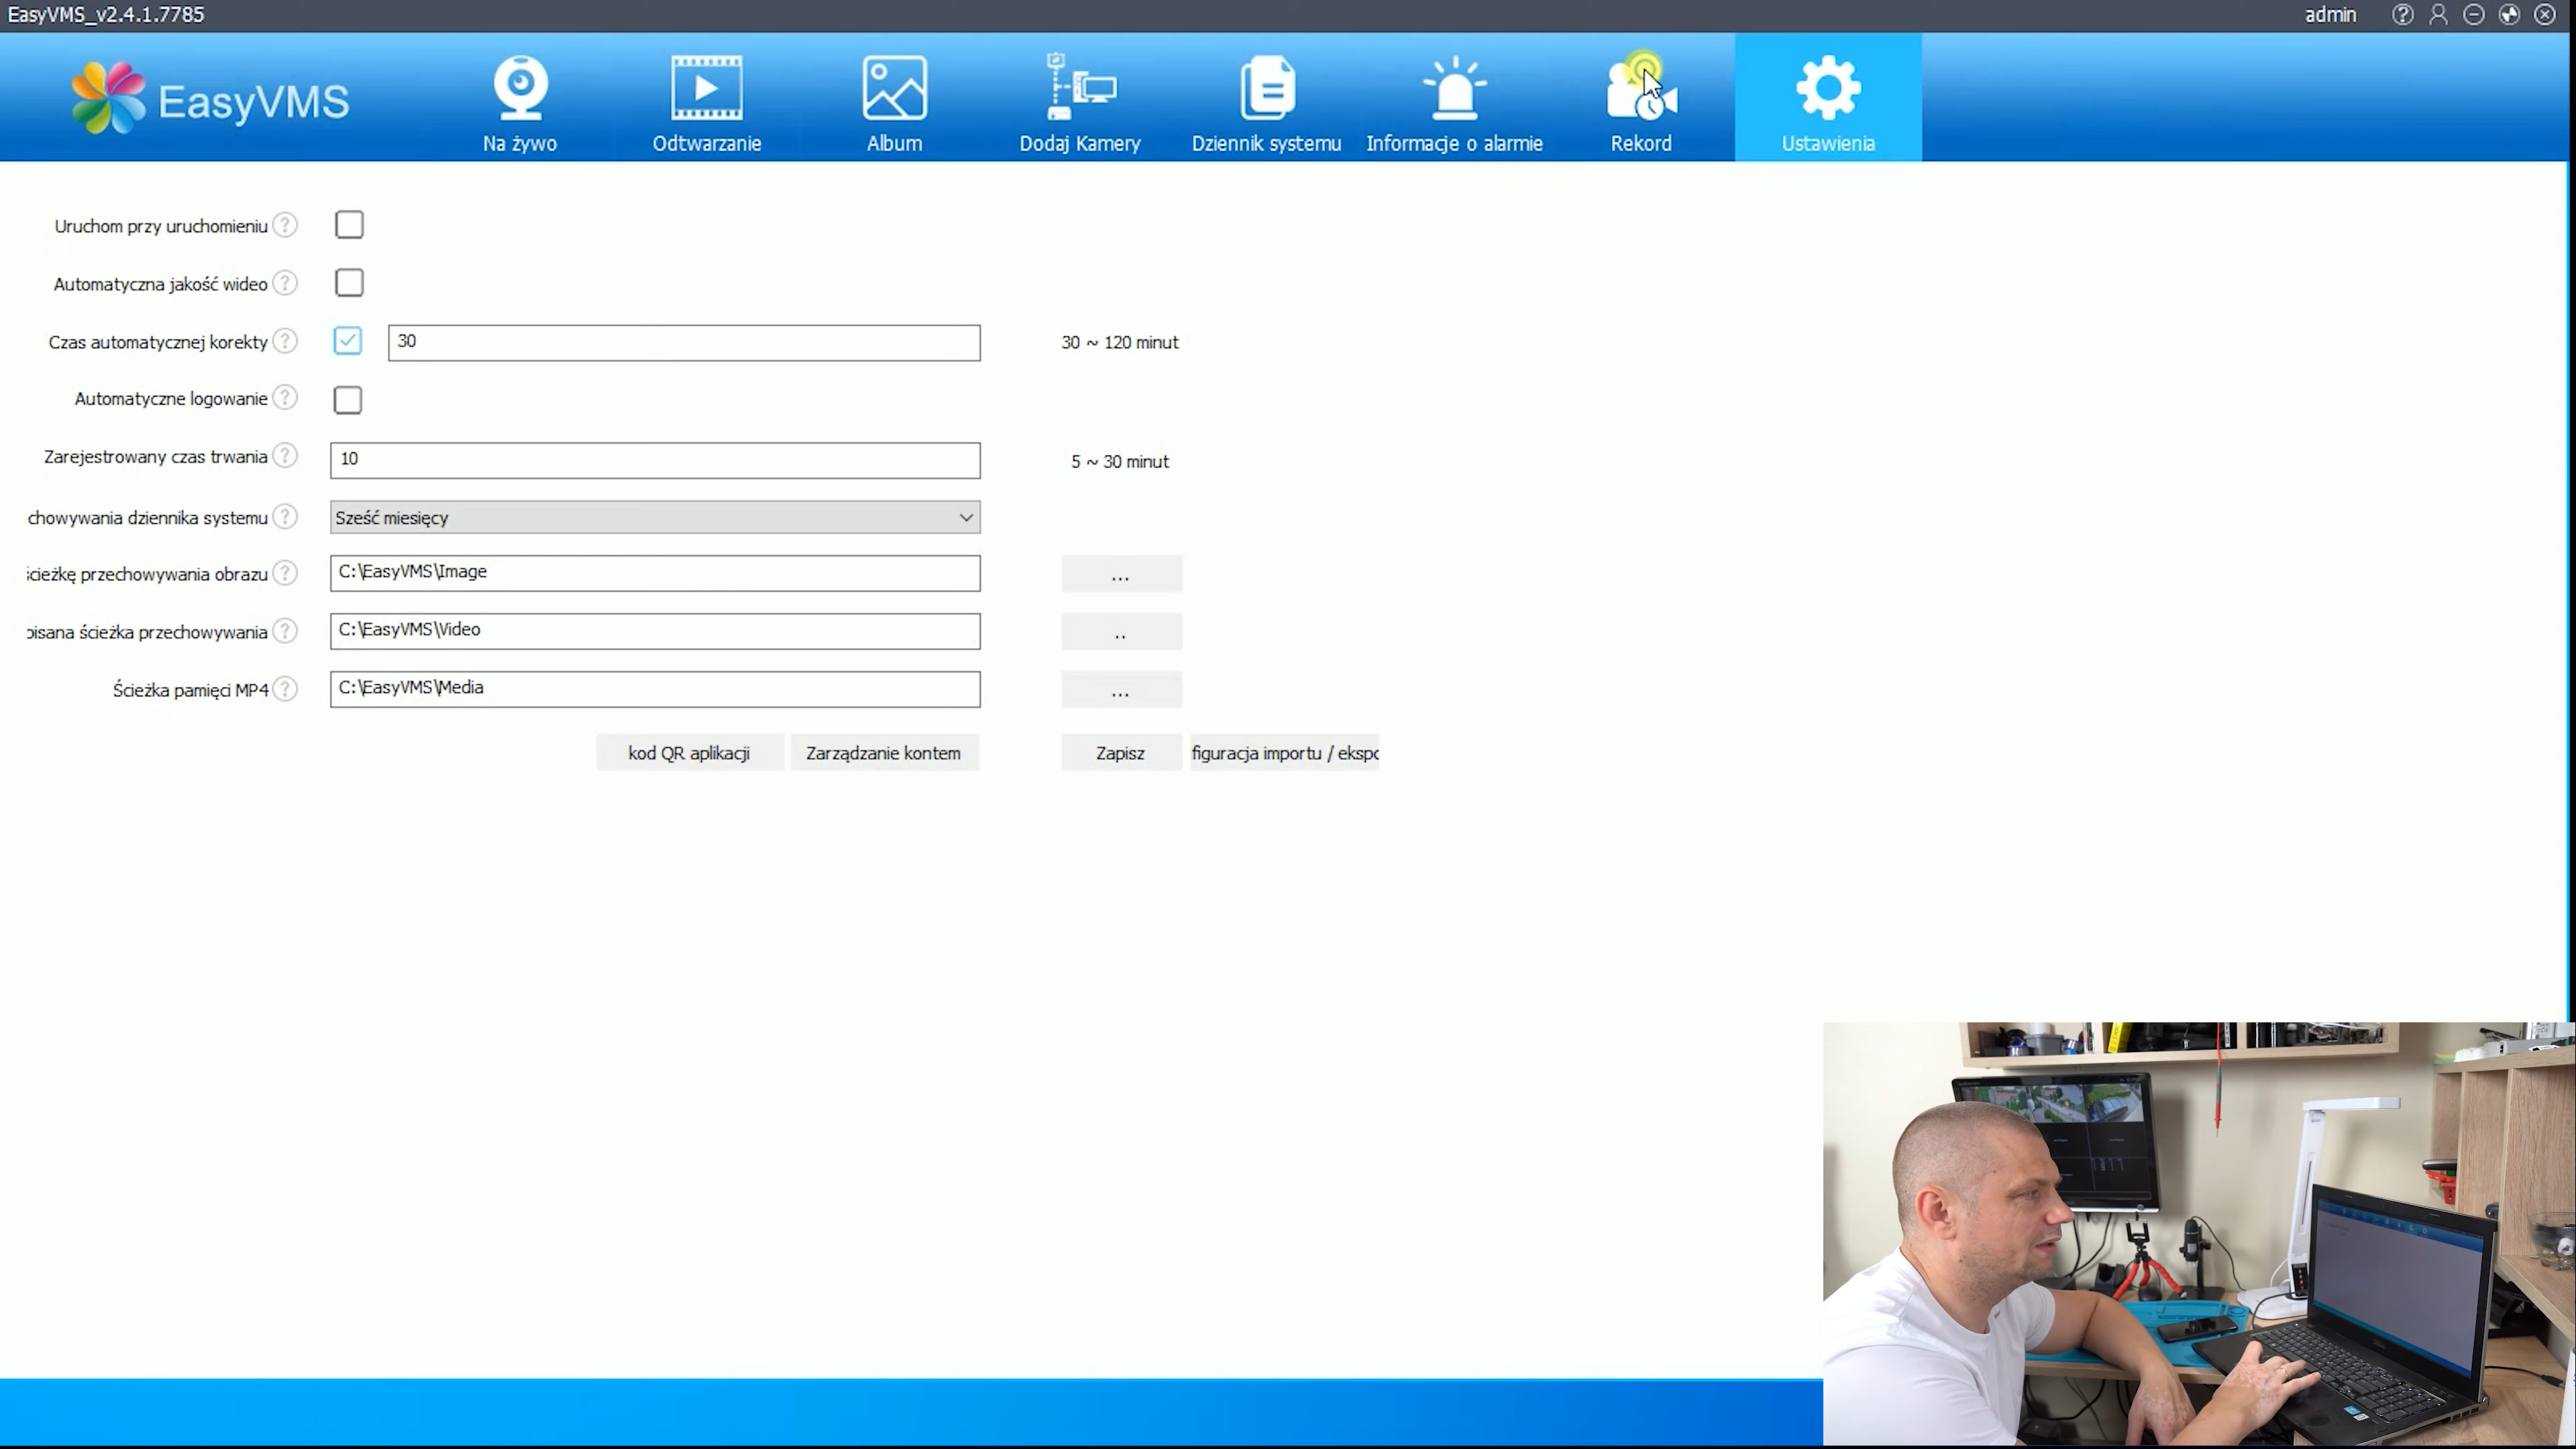 EasyVMS_v2.4.1.7785
admin
EasyVMS
Na żywo
Odtwarzanie
Album
Dodaj Kamery
Dziennik systemu
Informacje o alarmie
Rekord
Ustawienia
Uruchom przy uruchomieniu ?
Automatyczna jakość wideo ?
Czas automatycznej korekty ? 30 30 ~ 120 minut
Automatyczne logowanie ?
Zarejestrowany czas trwania ? 10 5 ~ 30 minut
chowywania dziennika systemu ? Sześć miesięcy
ścieżkę przechowywania obrazu ? C:\EasyVMS\Image ...
pisana ścieżka przechowywania ? C:\EasyVMS\Video ..
Ścieżka pamięci MP4 ? C:\EasyVMS\Media ...
kod QR aplikacji
Zarządzanie kontem
Zapisz
figuracja importu / ekspo